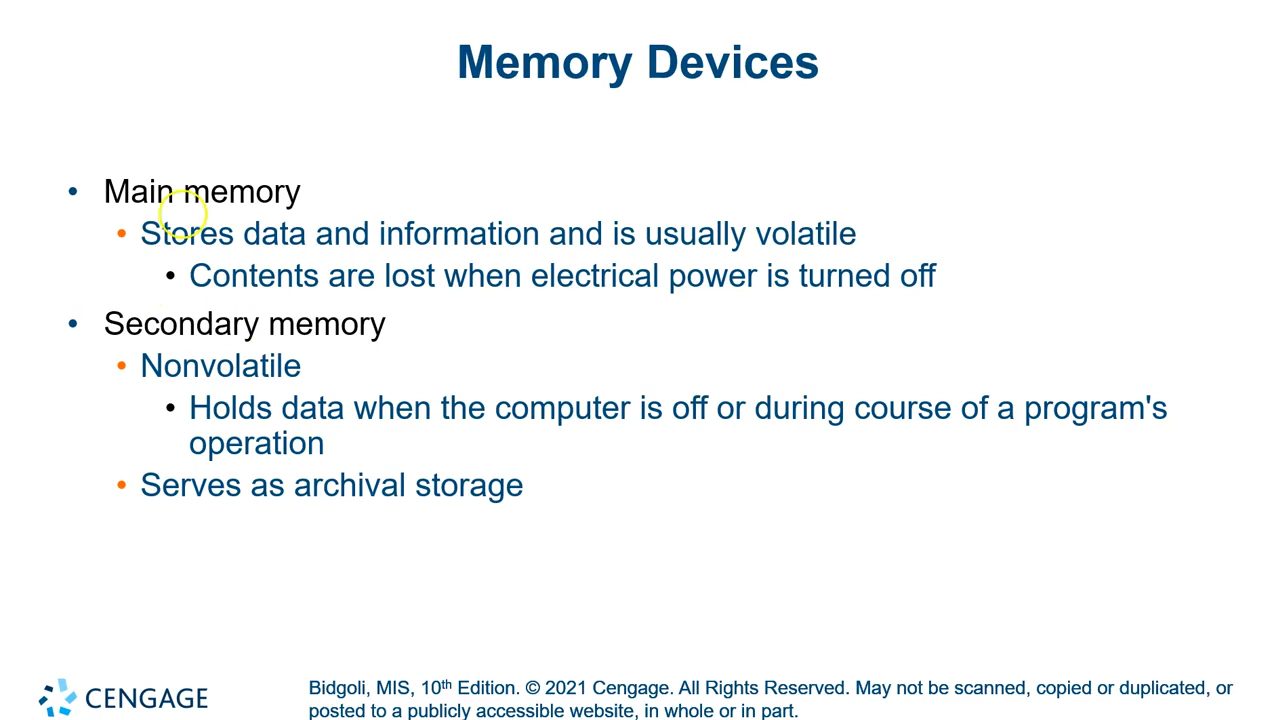 Memory Devices
• Main memory
• Stores data and information and is usually volatile
• Contents are lost when electrical power is turned off
• Secondary memory
• Nonvolatile
• Holds data when the computer is off or during course of a program's
operation
• Serves as archival storage
CENGAGE
Bidgoli, MIS, 10th Edition. © 2021 Cengage. All Rights Reserved. May not be scanned, copied or duplicated, or
posted to a publicly accessible website, in whole or in part.